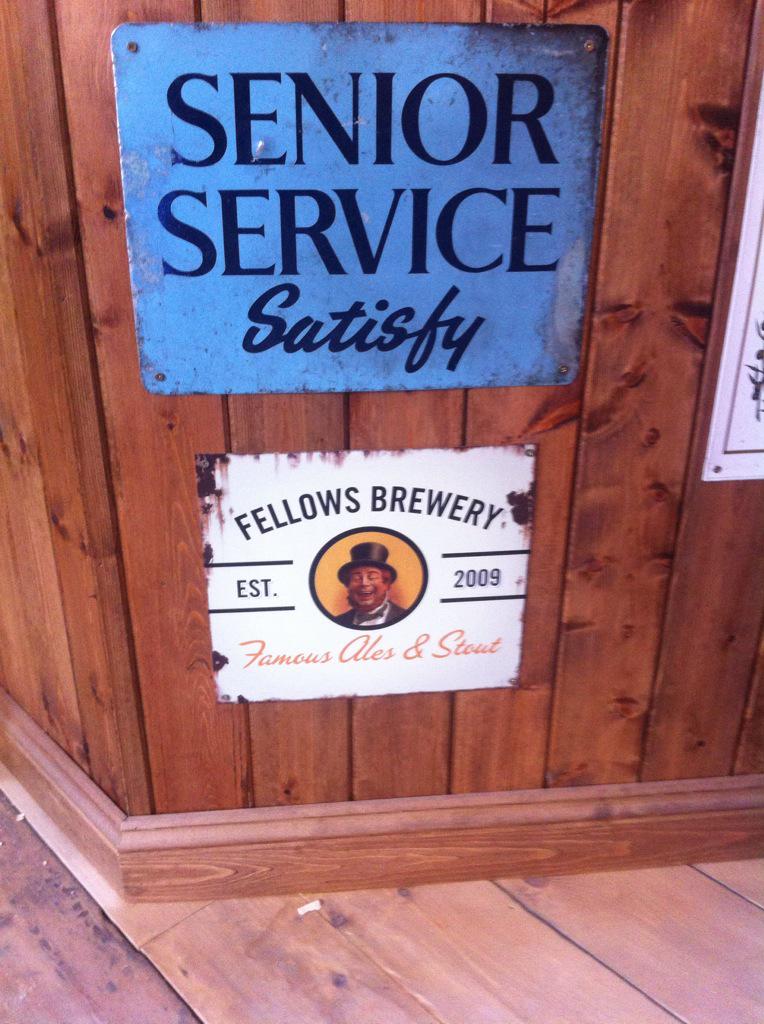 SENIOR
SERVICE
Satisfy
FELLOWS BREWERY
EST. 2009
Famous Ales & Stout